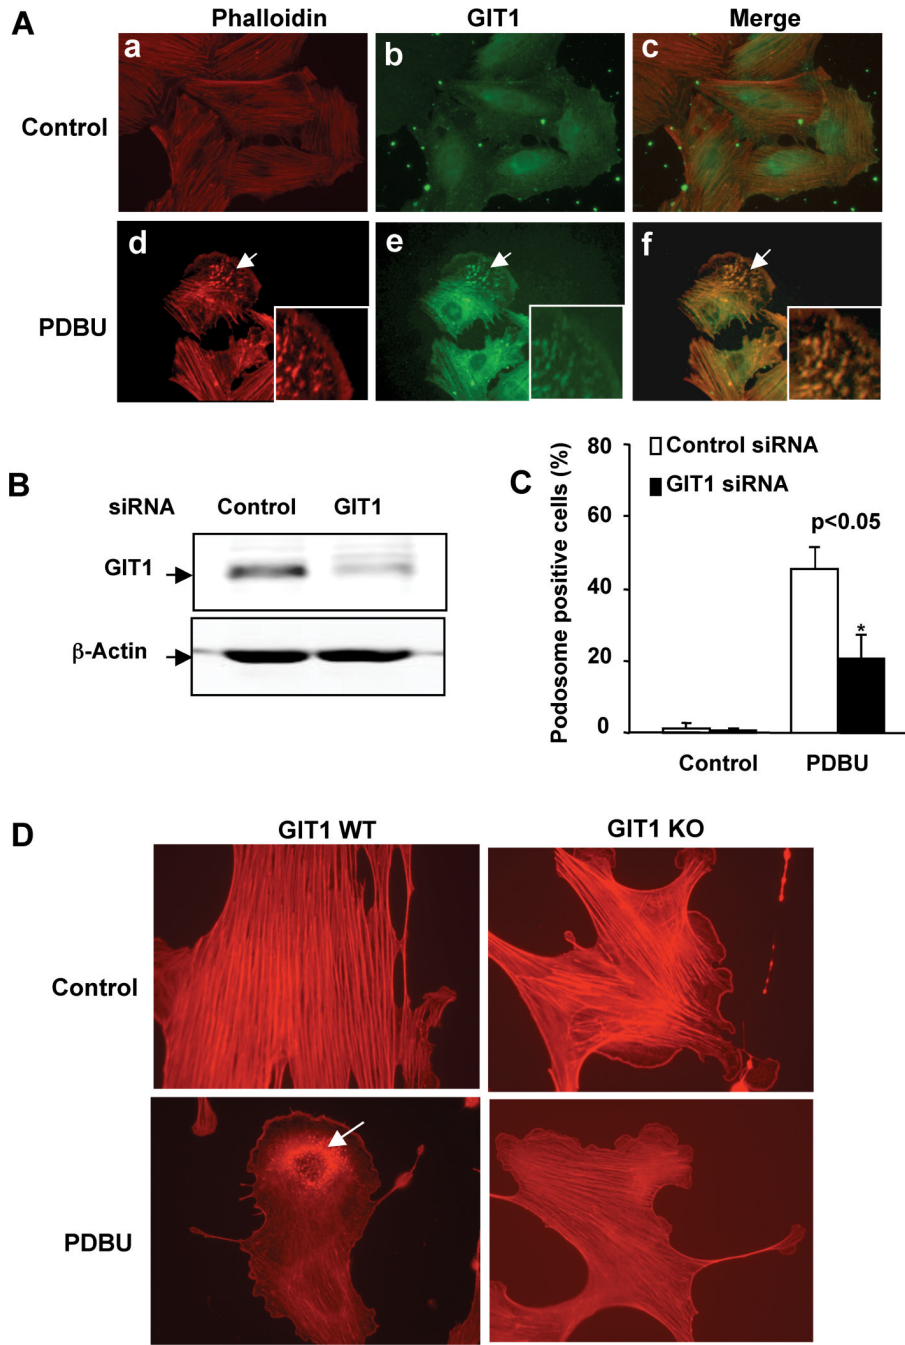 A
Phalloidin GIT1 Merge
a b c
Control
d e f
PDBU
B
siRNA Control GIT1
GIT1
β-Actin
C
Podosome positive cells (%)
80
60
40
20
0
Control siRNA
GIT1 siRNA
p<0.05
*
Control PDBU
D
GIT1 WT GIT1 KO
Control
PDBU